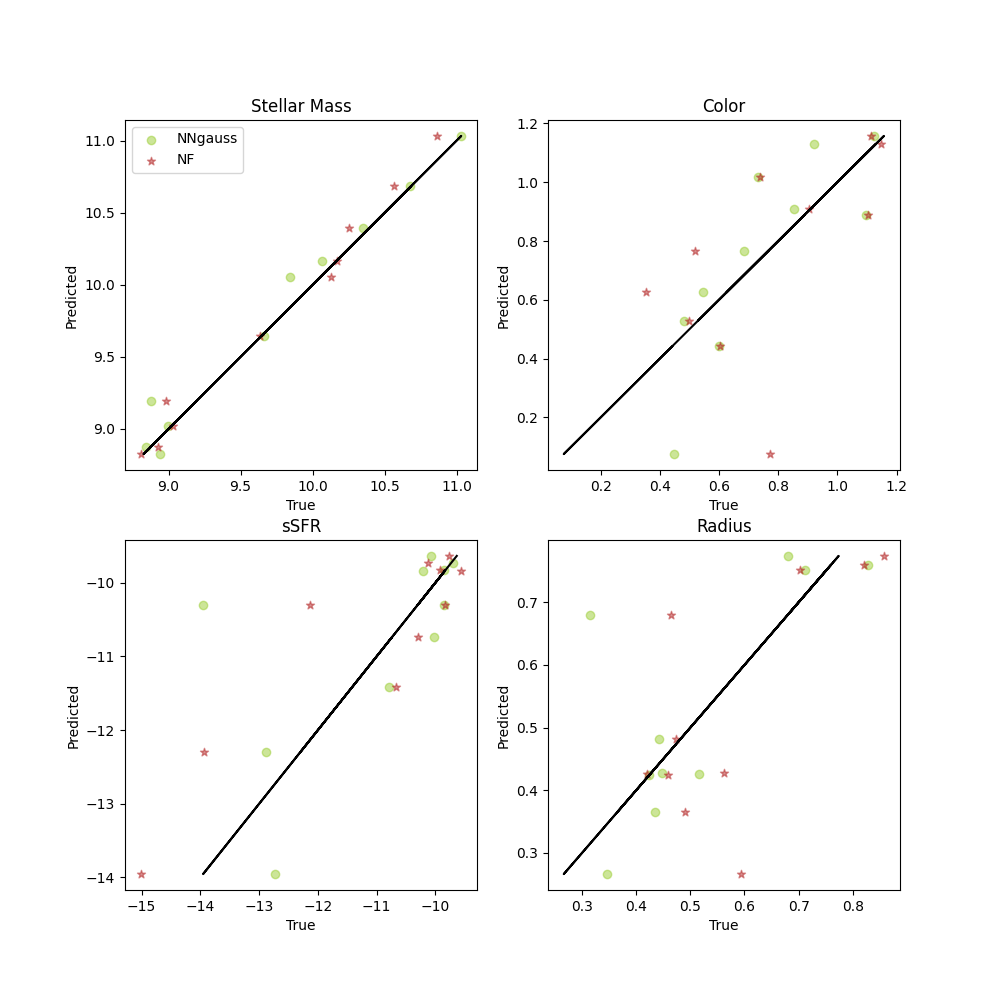 Stellar Mass
NNgauss
NF
11.0
10.5
10.0
9.5
9.0
Predicted
9.0 9.5 10.0 10.5 11.0
True
Color
1.2
1.0
0.8
0.6
0.4
0.2
Predicted
0.2 0.4 0.6 0.8 1.0 1.2
True
sSFR
−10
−11
−12
−13
−14
Predicted
−15 −14 −13 −12 −11 −10
True
Radius
0.7
0.6
0.5
0.4
0.3
Predicted
0.3 0.4 0.5 0.6 0.7 0.8
True